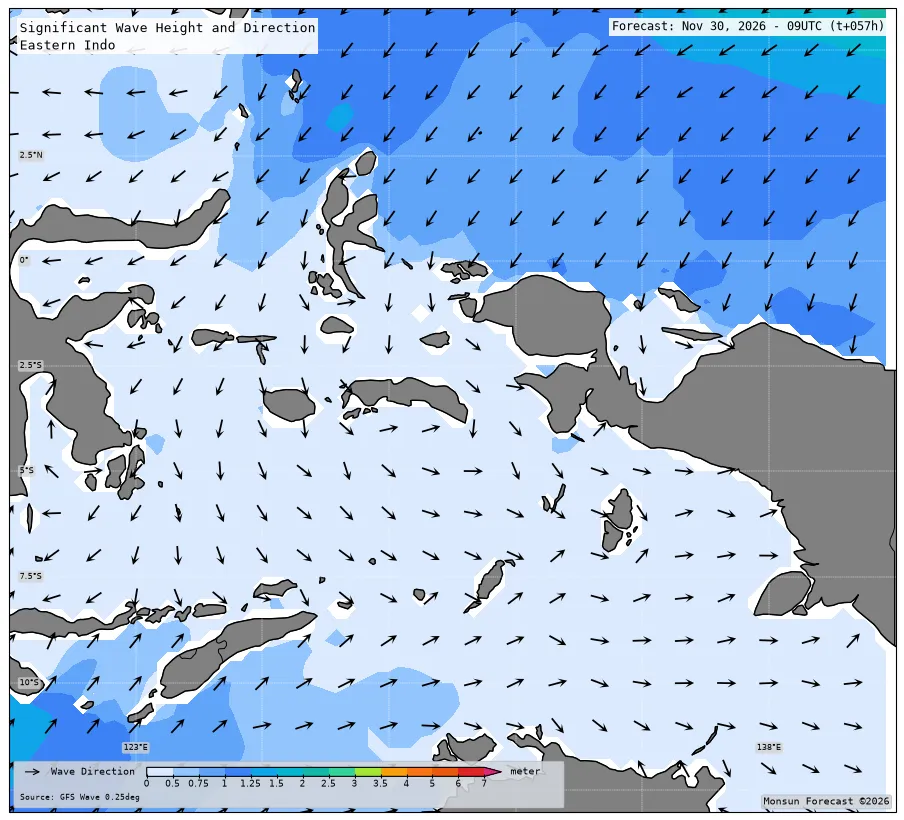 Significant Wave Height and Direction
Eastern Indo
Forecast: Nov 30, 2026 - 09UTC (t+057h)
2.5°N
0°
2.5°S
5°S
7.5°S
10°S
123°E
138°E
Wave Direction
meter
0 0.5 0.75 1 1.25 1.5 2 2.5 3 3.5 4 5 6 7
Source: GFS Wave 0.25deg
Monsun Forecast ©2026